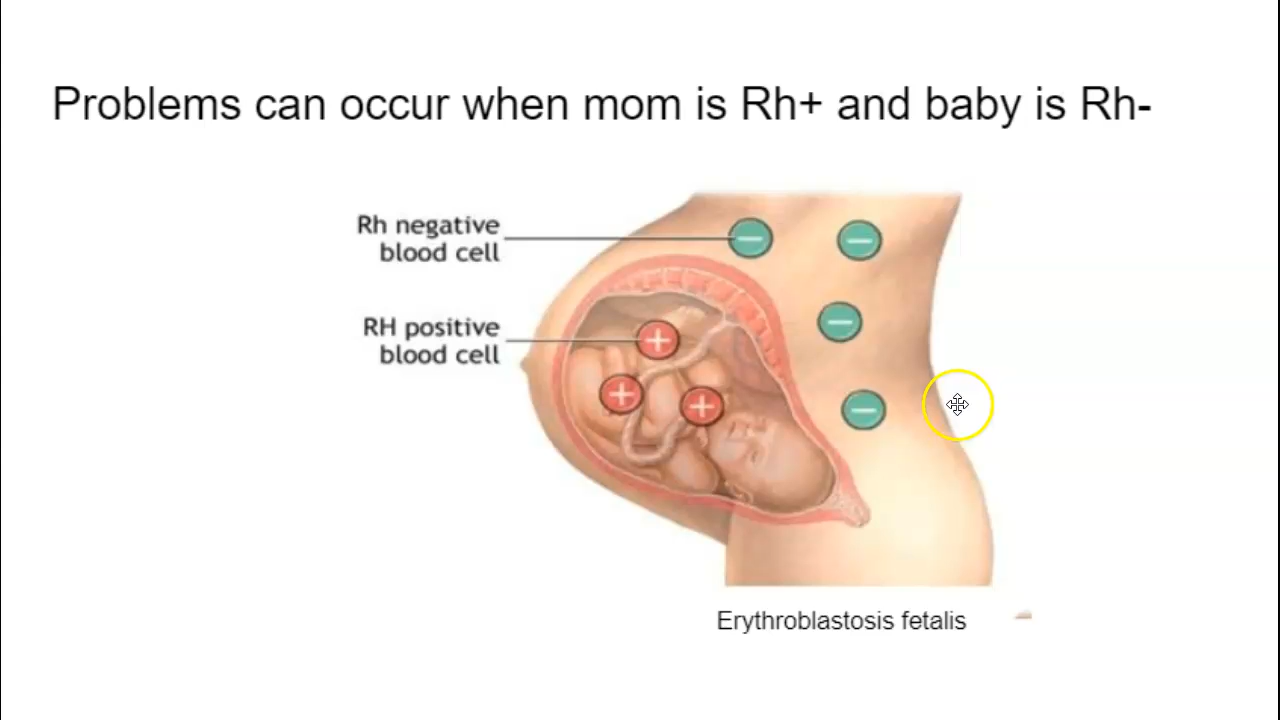 Problems can occur when mom is Rh+ and baby is Rh-
Rh negative
blood cell
RH positive
blood cell
Erythroblastosis fetalis